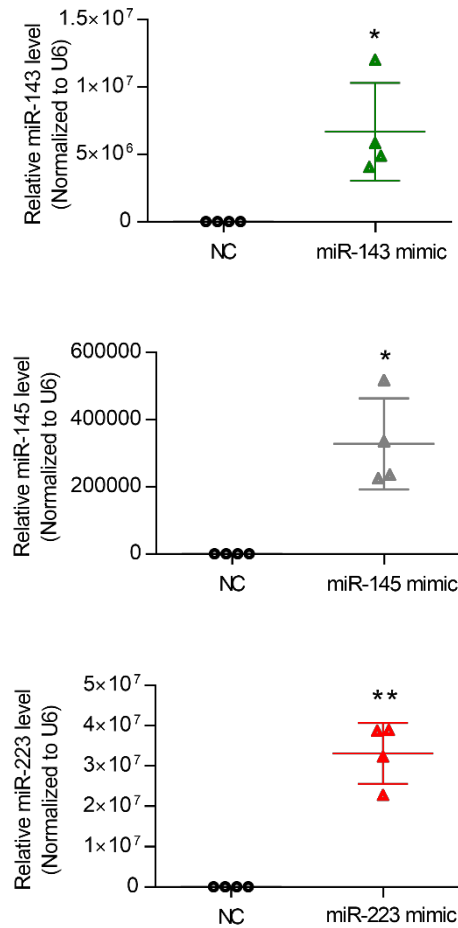 Relative miR-143 level
(Normalized to U6)
1.5×10⁷
1×10⁷
5×10⁶
0
*
NC
miR-143 mimic
Relative miR-145 level
(Normalized to U6)
600000
400000
200000
0
*
NC
miR-145 mimic
Relative miR-223 level
(Normalized to U6)
5×10⁷
4×10⁷
3×10⁷
2×10⁷
1×10⁷
0
**
NC
miR-223 mimic